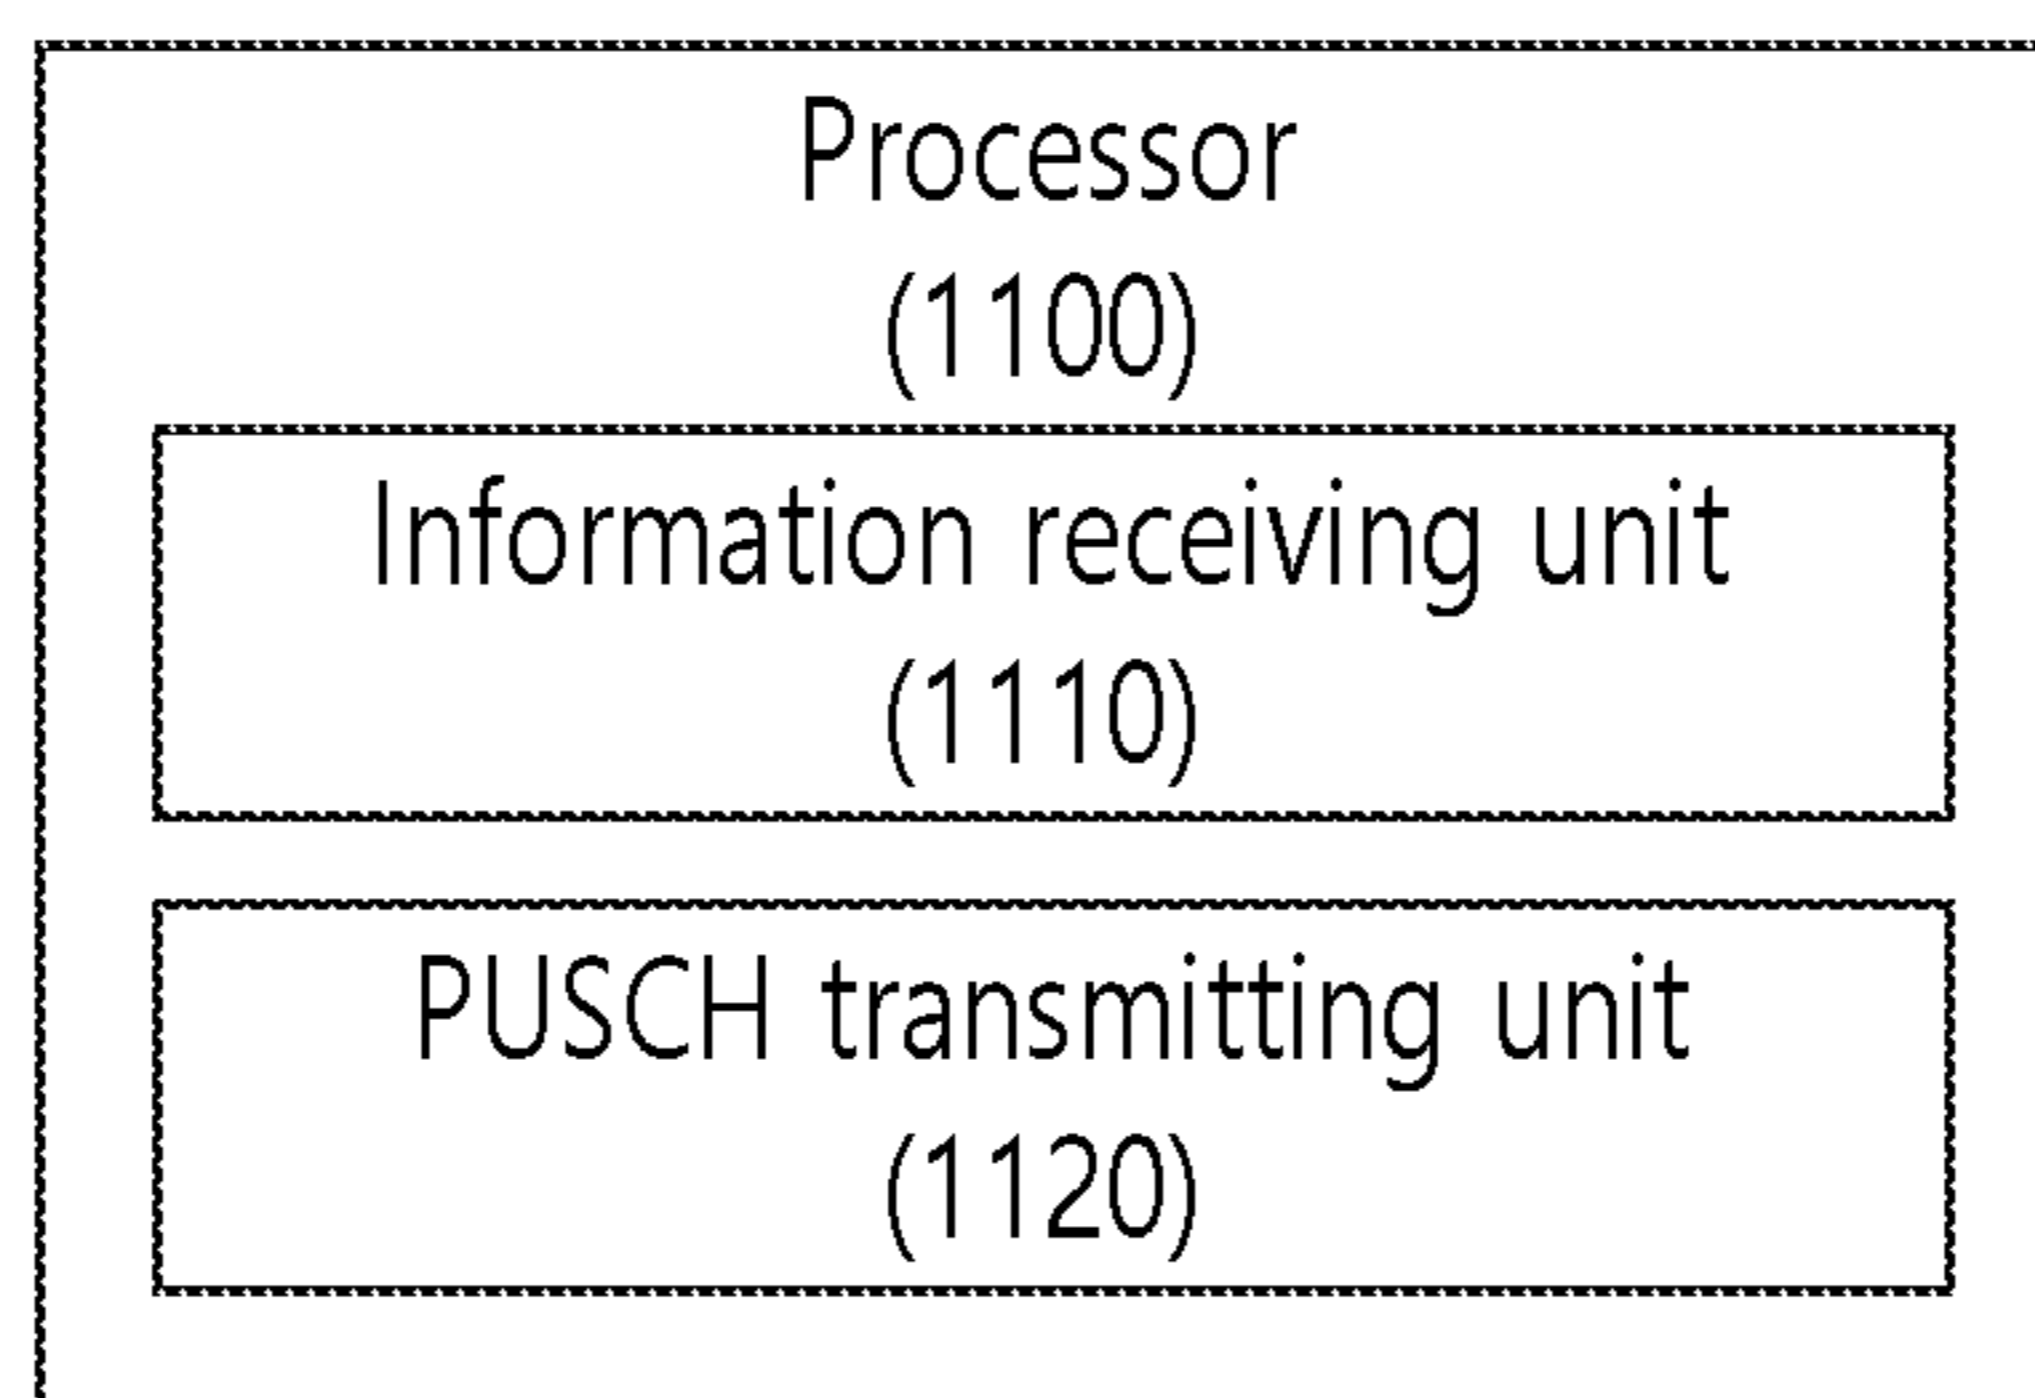 Processor
(1100)
Information receiving unit
(1110)
PUSCH transmitting unit
(1120)